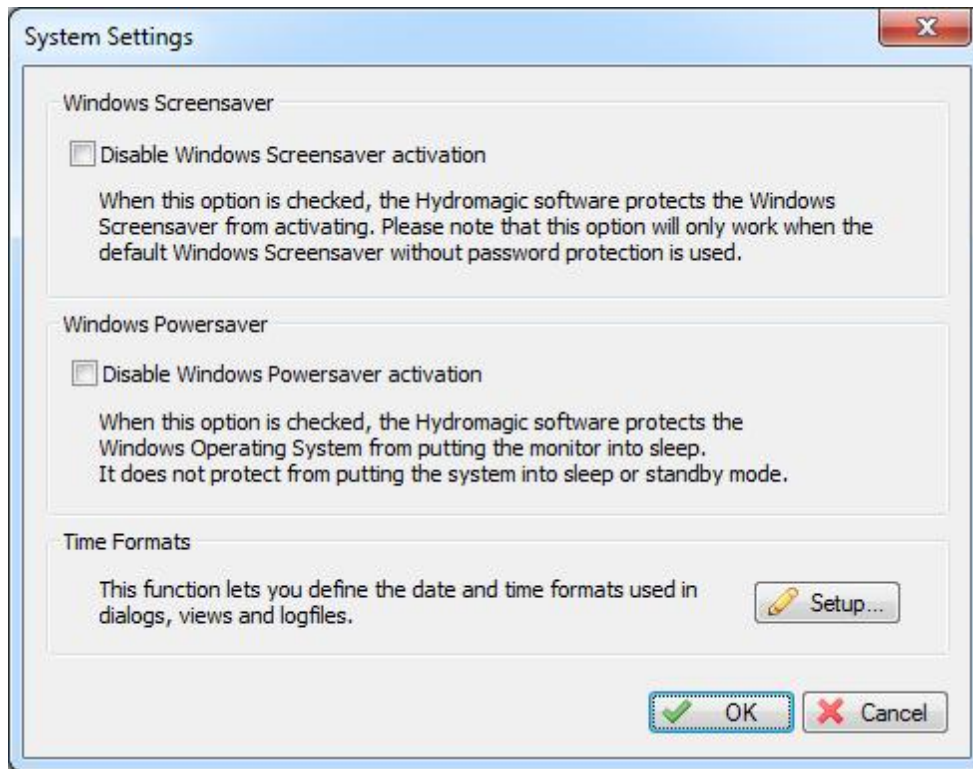 System Settings
Windows Screensaver
Disable Windows Screensaver activation
When this option is checked, the Hydromagic software protects the Windows
Screensaver from activating. Please note that this option will only work when the
default Windows Screensaver without password protection is used.
Windows Powersaver
Disable Windows Powersaver activation
When this option is checked, the Hydromagic software protects the
Windows Operating System from putting the monitor into sleep.
It does not protect from putting the system into sleep or standby mode.
Time Formats
This function lets you define the date and time formats used in
dialogs, views and logfiles.
Setup...
OK
Cancel